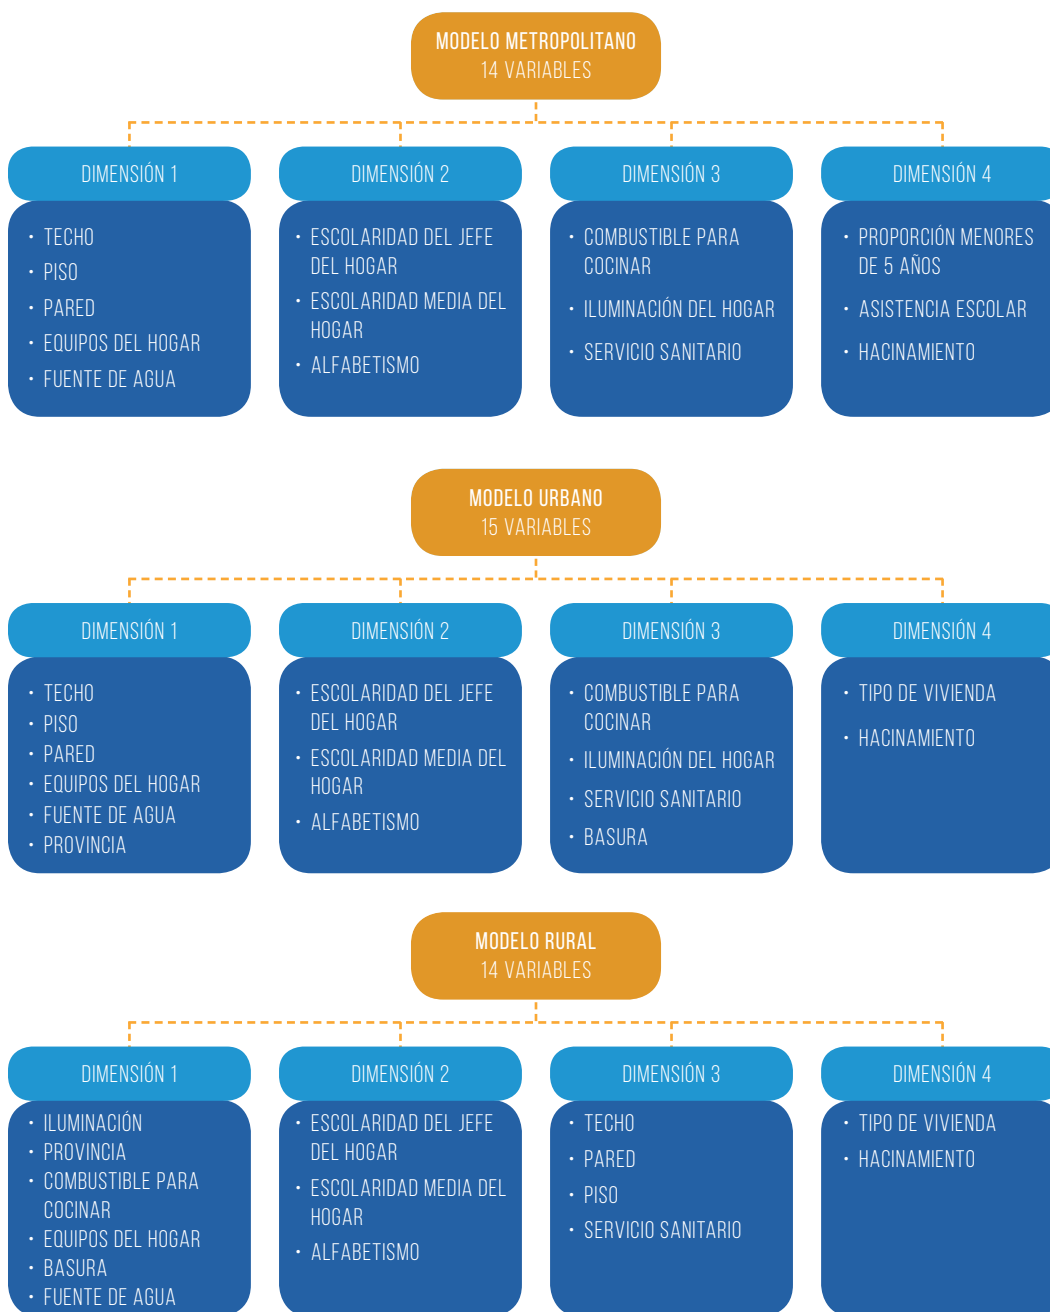 MODELO METROPOLITANO
14 VARIABLES
DIMENSIÓN 1
• TECHO
• PISO
• PARED
• EQUIPOS DEL HOGAR
• FUENTE DE AGUA
DIMENSIÓN 2
• ESCOLARIDAD DEL JEFE
DEL HOGAR
• ESCOLARIDAD MEDIA DEL
HOGAR
• ALFABETISMO
DIMENSIÓN 3
• COMBUSTIBLE PARA
COCINAR
• ILUMINACIÓN DEL HOGAR
• SERVICIO SANITARIO
DIMENSIÓN 4
• PROPORCIÓN MENORES
DE 5 AÑOS
• ASISTENCIA ESCOLAR
• HACINAMIENTO
MODELO URBANO
15 VARIABLES
DIMENSIÓN 1
• TECHO
• PISO
• PARED
• EQUIPOS DEL HOGAR
• FUENTE DE AGUA
• PROVINCIA
DIMENSIÓN 2
• ESCOLARIDAD DEL JEFE
DEL HOGAR
• ESCOLARIDAD MEDIA DEL
HOGAR
• ALFABETISMO
DIMENSIÓN 3
• COMBUSTIBLE PARA
COCINAR
• ILUMINACIÓN DEL HOGAR
• SERVICIO SANITARIO
• BASURA
DIMENSIÓN 4
• TIPO DE VIVIENDA
• HACINAMIENTO
MODELO RURAL
14 VARIABLES
DIMENSIÓN 1
• ILUMINACIÓN
• PROVINCIA
• COMBUSTIBLE PARA
COCINAR
• EQUIPOS DEL HOGAR
• BASURA
• FUENTE DE AGUA
DIMENSIÓN 2
• ESCOLARIDAD DEL JEFE
DEL HOGAR
• ESCOLARIDAD MEDIA DEL
HOGAR
• ALFABETISMO
DIMENSIÓN 3
• TECHO
• PARED
• PISO
• SERVICIO SANITARIO
DIMENSIÓN 4
• TIPO DE VIVIENDA
• HACINAMIENTO